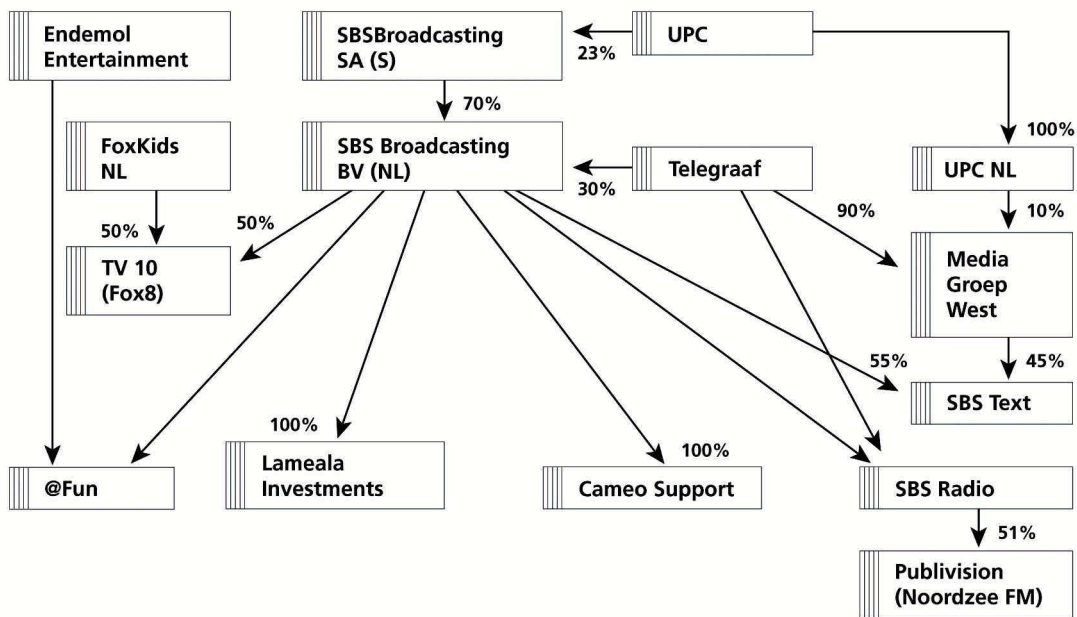 Endemol
Entertainment
SBSBroadcasting
SA (S)
UPC
23%
70%
FoxKids
NL
SBS Broadcasting
BV (NL)
Telegraaf
30%
100%
UPC NL
10%
50%
50%
90%
TV 10
(Fox8)
Media
Groep
West
55%
45%
SBS Text
100%
Lameala
Investments
100%
@Fun
Cameo Support
SBS Radio
51%
Publivision
(Noordzee FM)